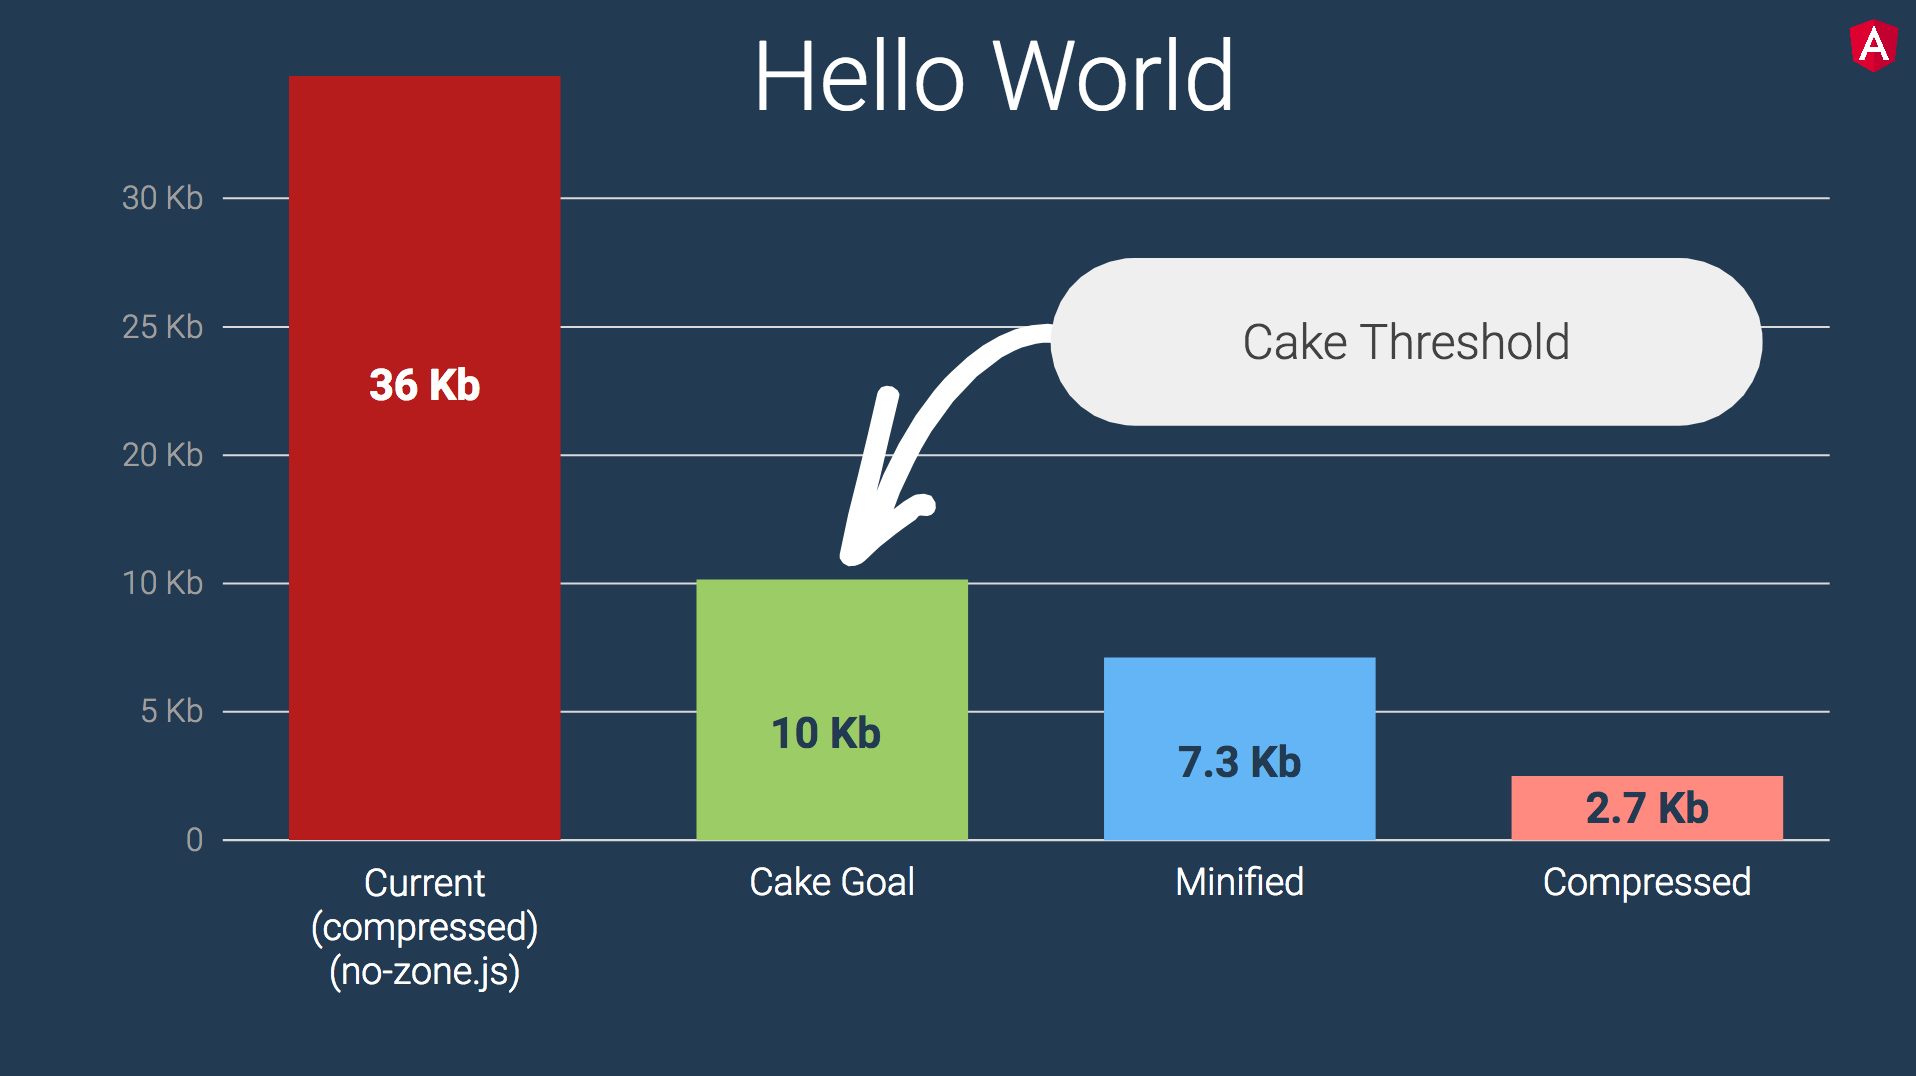 Hello World
30 Kb
25 Kb
20 Kb
10 Kb
5 Kb
0
Cake Threshold
36 Kb
10 Kb
7.3 Kb
2.7 Kb
Current
(compressed)
(no-zone.js)
Cake Goal
Minified
Compressed
A